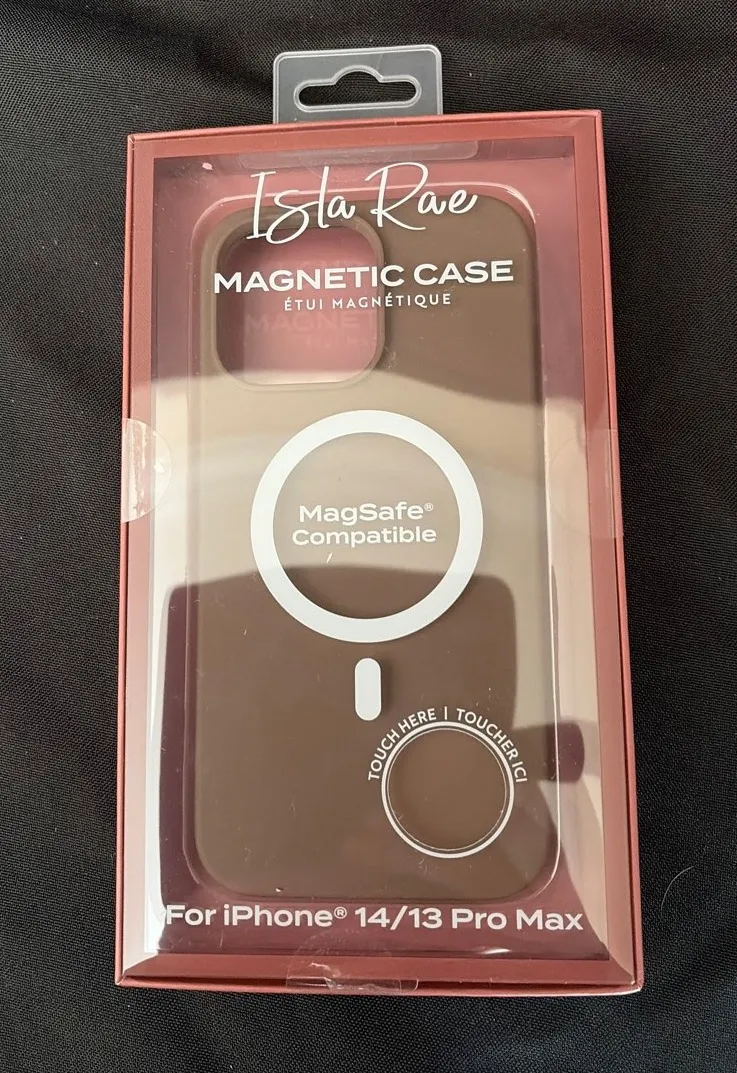 Isla Rae
MAGNETIC CASE
ÉTUI MAGNÉTIQUE
MagSafe®
Compatible
TOUCH HERE | TOUCHER ICI
For iPhone® 14/13 Pro Max